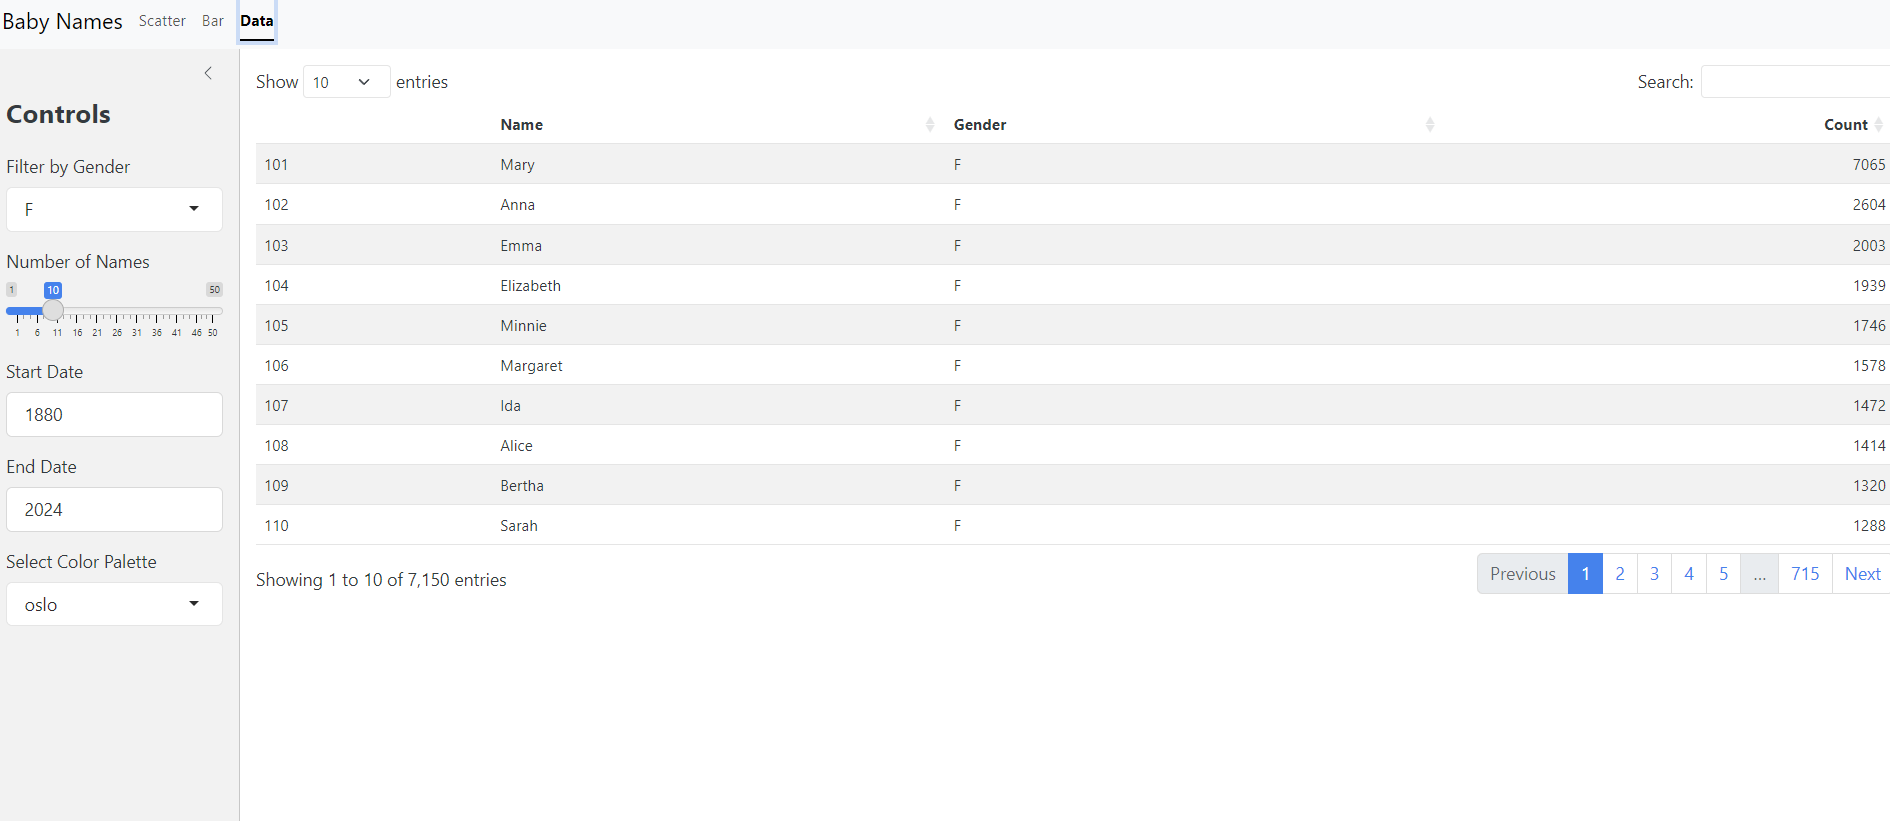 Baby Names Scatter Bar Data
Controls
Filter by Gender
F
Number of Names
1 10 50
1 6 11 16 21 26 31 36 41 46 50
Start Date
1880
End Date
2024
Select Color Palette
oslo
Show 10 entries
Search:
Name Gender Count
101 Mary F 7065
102 Anna F 2604
103 Emma F 2003
104 Elizabeth F 1939
105 Minnie F 1746
106 Margaret F 1578
107 Ida F 1472
108 Alice F 1414
109 Bertha F 1320
110 Sarah F 1288
Showing 1 to 10 of 7,150 entries
Previous 1 2 3 4 5 … 715 Next